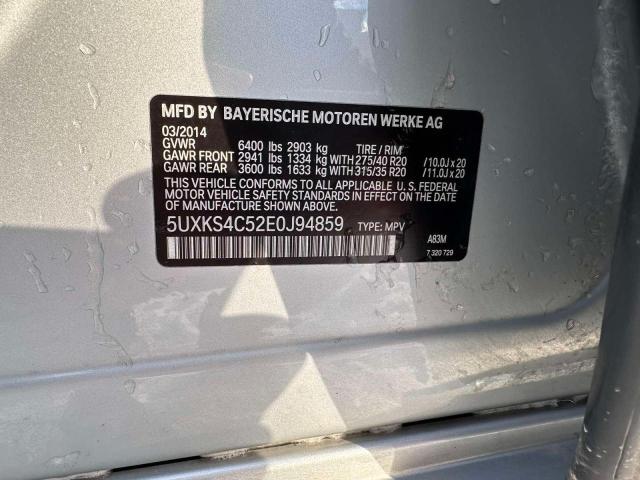 MFD BY BAYERISCHE MOTOREN WERKE AG
03/2014
GVWR 6400 lbs 2903 kg TIRE / RIM
GAWR FRONT 2941 lbs 1334 kg WITH 275/40 R20 /10.0J x 20
GAWR REAR 3600 lbs 1633 kg WITH 315/35 R20 /11.0J x 20
THIS VEHICLE CONFORMS TO ALL APPLICABLE U. S. FEDERAL
MOTOR VEHICLE SAFETY STANDARDS IN EFFECT ON THE DATE
OF MANUFACTURE SHOWN ABOVE.
5UXKS4C52E0J94859 TYPE: MPV
A83M
7 320 729